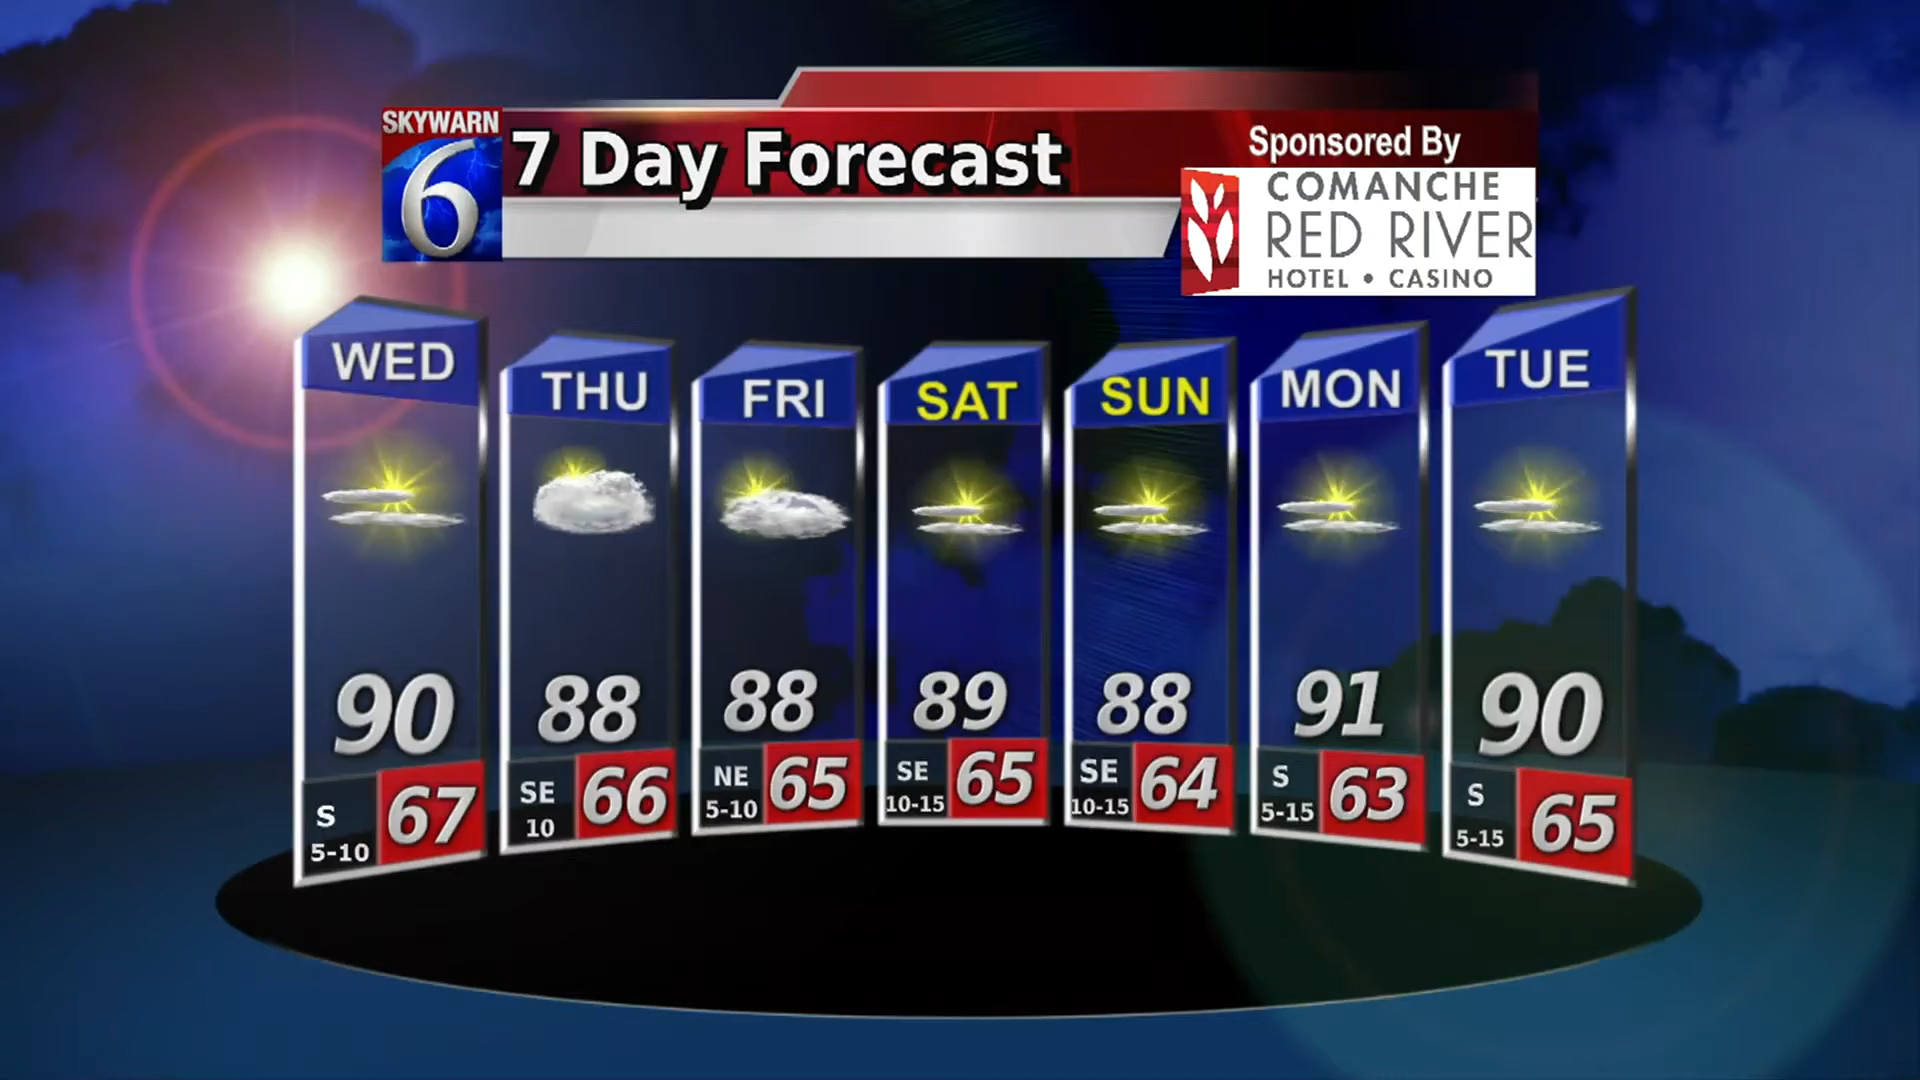 SKYWARN
6
7 Day Forecast
Sponsored By
COMANCHE
RED RIVER
HOTEL • CASINO
WED
90
S
5-10
67
THU
88
SE
10
66
FRI
88
NE
5-10
65
SAT
89
SE
10-15
65
SUN
88
SE
10-15
64
MON
91
S
5-15
63
TUE
90
S
5-15
65